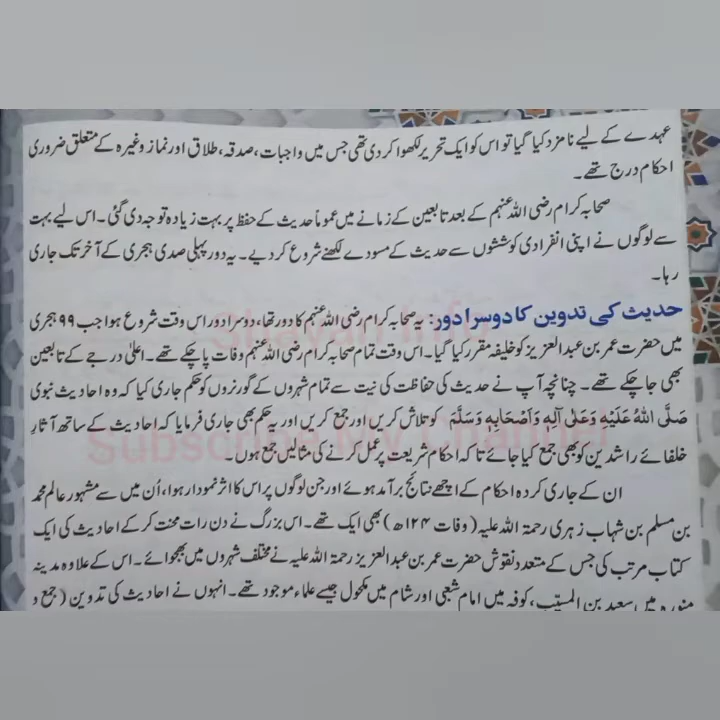 عہدے کے لیے نامزد کیا گیا تو اس کو ایک تحریر لکھوا کر دی تھی جس میں واجبات، صدقہ، طلاق اور نماز وغیرہ کے متعلق ضروری
احکام درج تھے۔
صحابہ کرام رضی اللہ عنہم کے بعد تابعین کے زمانے میں عموماً حدیث کے حفظ پر بہت زیادہ توجہ دی گئی۔ اس لیے بہت
سے لوگوں نے اپنی انفرادی کوششوں سے حدیث کے مسودے لکھنے شروع کر دیے۔ یہ دور پہلی صدی ہجری کے آخر تک جاری
رہا۔
حدیث کی تدوین کا دوسرا دور: یہ صحابہ کرام رضی اللہ عنہم کا دور تھا، دوسرا دور اس وقت شروع ہوا جب ۹۹ ہجری
میں حضرت عمر بن عبدالعزیز کو خلیفہ مقرر کیا گیا۔ اس وقت تمام صحابہ کرام رضی اللہ عنہم وفات پا چکے تھے۔ اعلیٰ درجے کے تابعین
بھی جا چکے تھے۔ چنانچہ آپ نے حدیث کی حفاظت کی نیت سے تمام شہروں کے گورنروں کو حکم جاری کیا کہ وہ احادیث نبوی
صَلَّى اللهُ عَلَيْهِ وَعَلٰى آلِهٖ وَاَصْحَابِهٖ وَسَلَّمَ کو تلاش کریں اور جمع کریں اور یہ حکم بھی جاری فرمایا کہ احادیث کے ساتھ آثارِ
خلفائے راشدین کو بھی جمع کیا جائے تاکہ احکام شریعت پر عمل کرنے کی مثالیں جمع ہوں۔
ان کے جاری کردہ احکام کے اچھے نتائج برآمد ہوئے اور جن لوگوں پر اس کا اثر نمودار ہوا، اُن میں سے مشہور عالم محمد
بن مسلم بن شہاب زہری رحمۃ اللہ علیہ (وفات ۱۲۴ھ) بھی ایک تھے۔ اس بزرگ نے دن رات محنت کر کے احادیث کی ایک
کتاب مرتب کی جس کے متعدد نقوش حضرت عمر بن عبدالعزیز رحمۃ اللہ علیہ نے مختلف شہروں میں بھجوائے۔ اس کے علاوہ مدینہ
منورہ میں سعید بن المسیّب، کوفہ میں امام شعبی اور شام میں مکحول جیسے علماء موجود تھے۔ انہوں نے احادیث کی تدوین (جمع و
Shayan Info
Subscribe My Channel